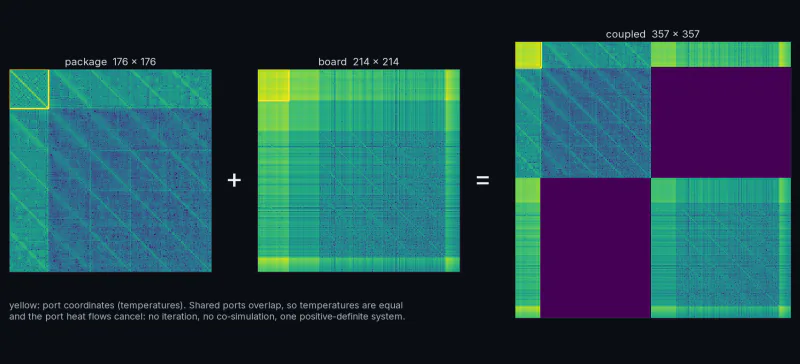 coupled 357 × 357
package 176 × 176
board 214 × 214
+
=
yellow: port coordinates (temperatures). Shared ports overlap, so temperatures are equal
and the port heat flows cancel: no iteration, no co-simulation, one positive-definite system.